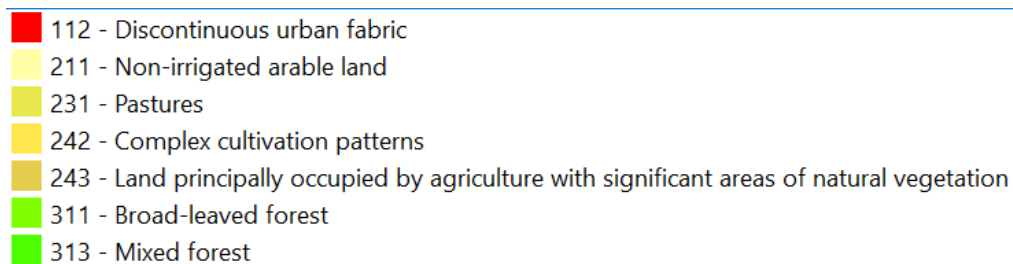 112 - Discontinuous urban fabric
211 - Non-irrigated arable land
231 - Pastures
242 - Complex cultivation patterns
243 - Land principally occupied by agriculture with significant areas of natural vegetation
311 - Broad-leaved forest
313 - Mixed forest